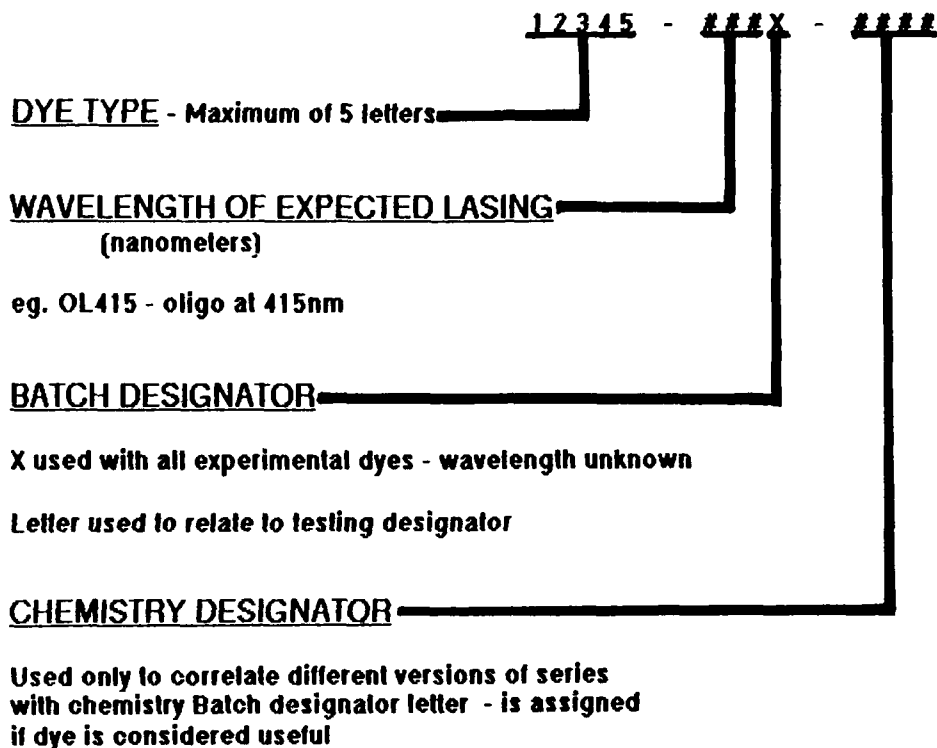 12345 - ###X - ####
DYE TYPE - Maximum of 5 letters
WAVELENGTH OF EXPECTED LASING
(nanometers)
eg. OL415 - oligo at 415nm
BATCH DESIGNATOR
X used with all experimental dyes - wavelength unknown
Letter used to relate to testing designator
CHEMISTRY DESIGNATOR
Used only to correlate different versions of series
with chemistry Batch designator letter - is assigned
if dye is considered useful